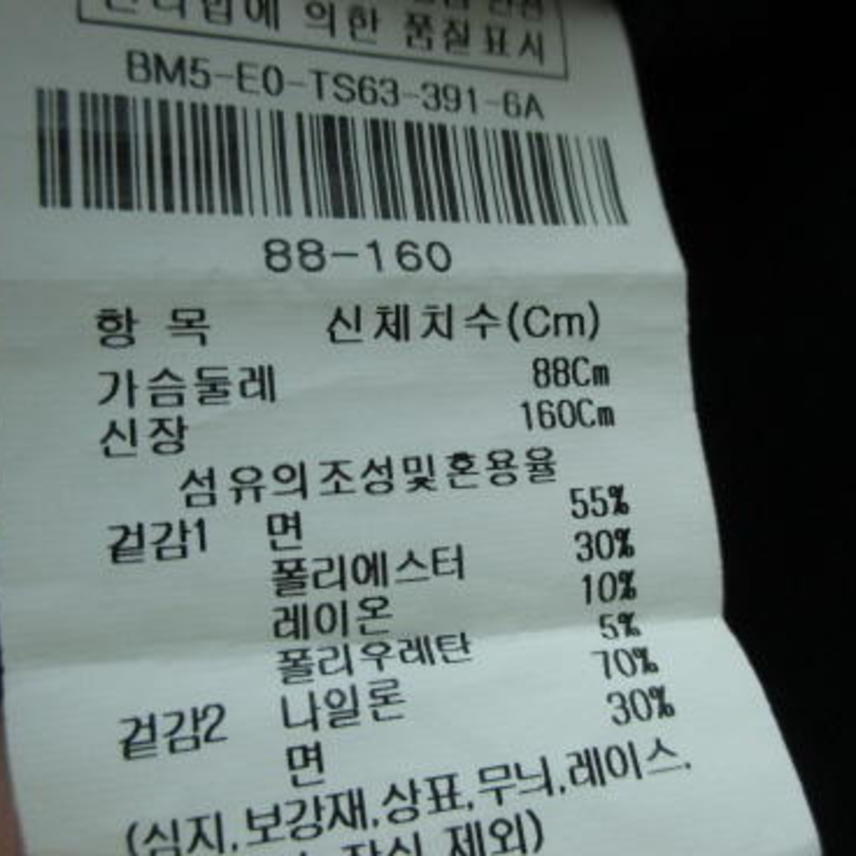 의한 품질표시
BM5-E0-TS63-391-6A
88-160
항 목 신체치수(Cm)
가슴둘레 88Cm
신장 160Cm
섬유의조성및혼용율
겉감1 면 55%
폴리에스터 30%
레이온 10%
폴리우레탄 5%
겉감2 나일론 70%
면 30%
(심지,보강재,상표,무늬,레이스,
제외)